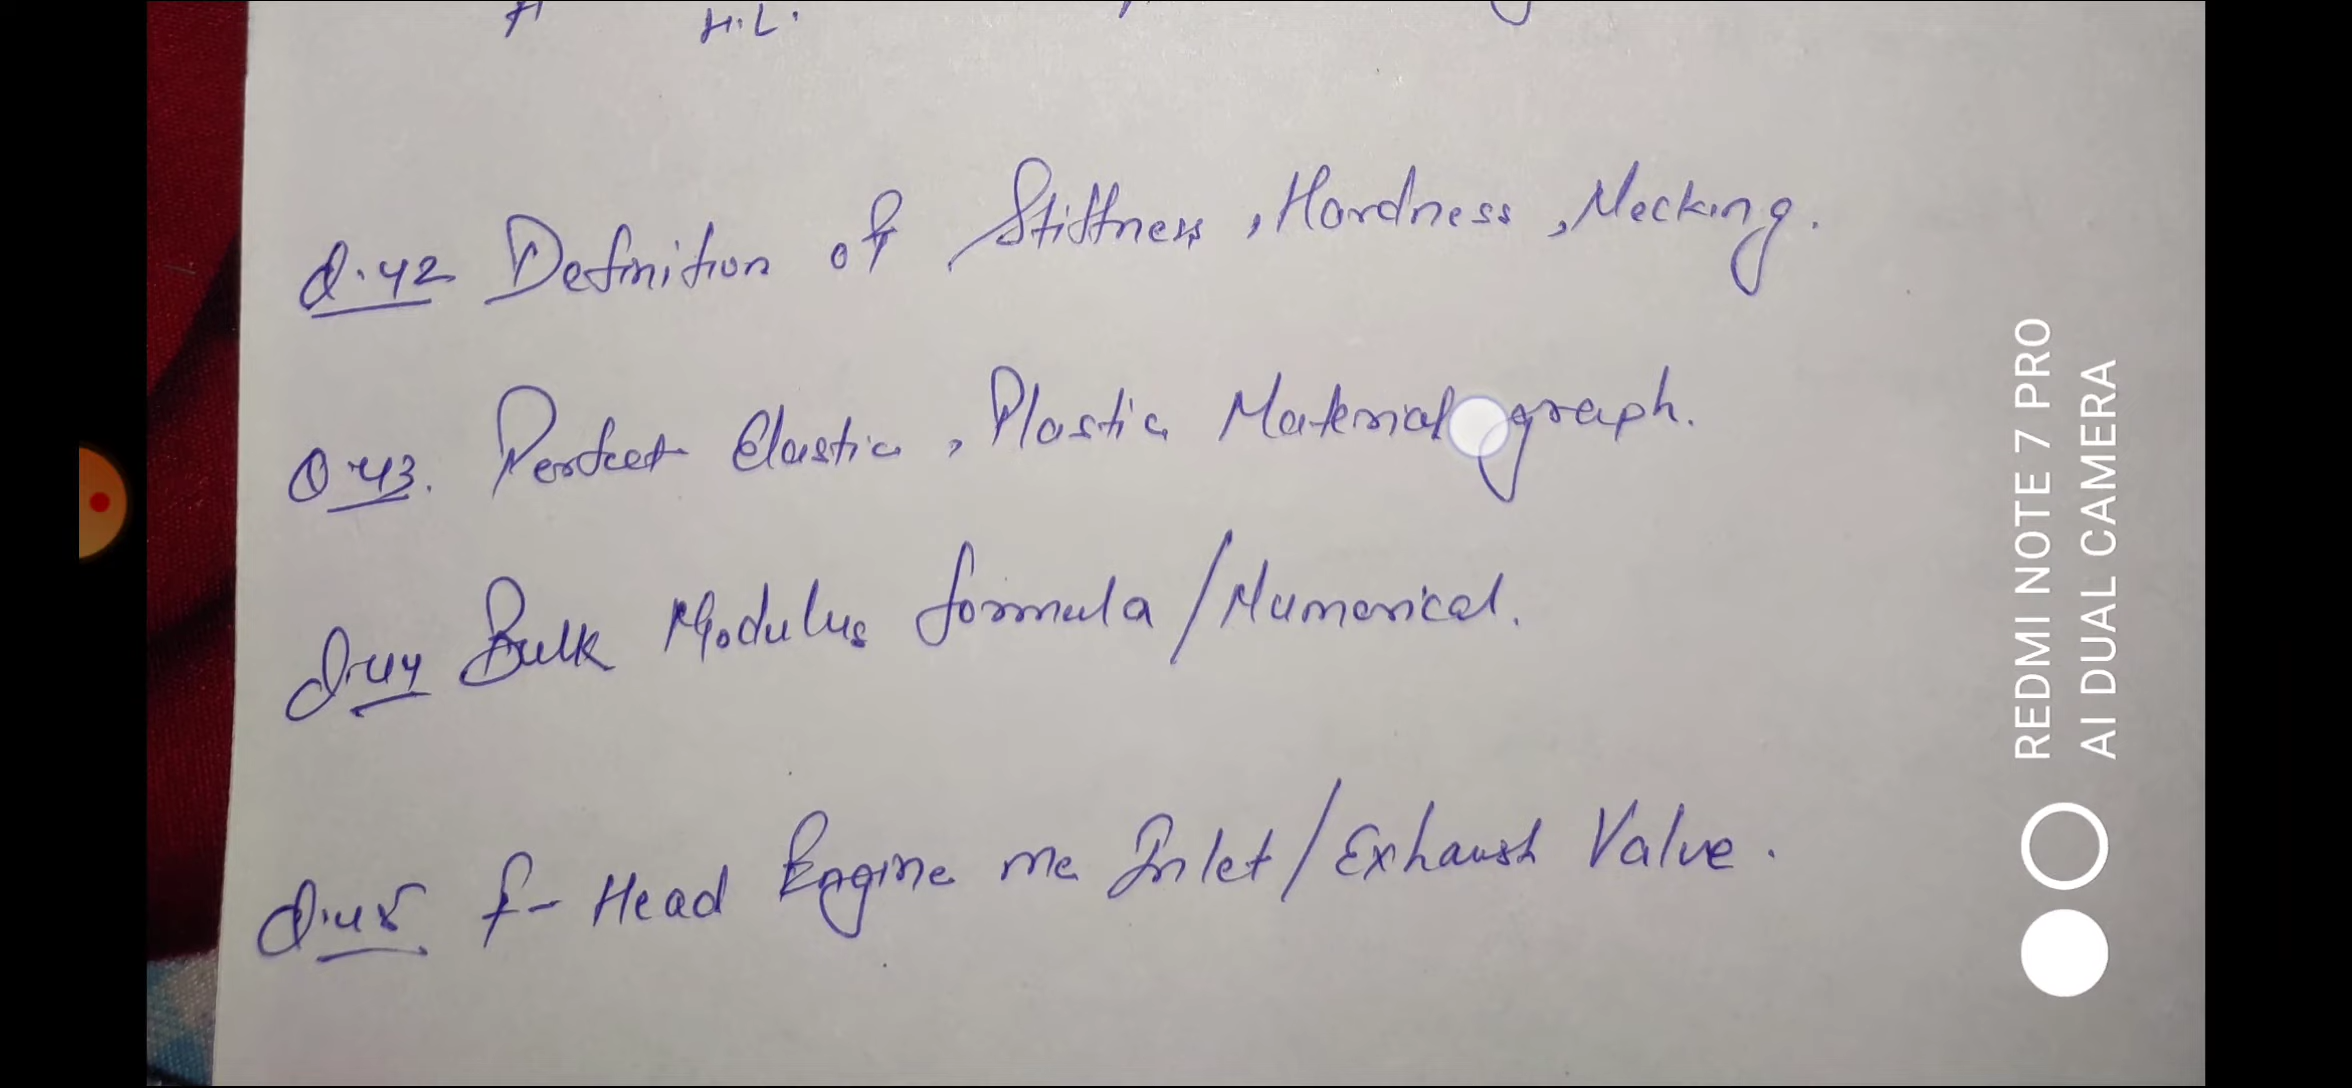 H.L.
Q.42 Definition of Stiffness, Hardness, Necking.
Q.43. Perfect Elastic, Plastic Material graph.
Q.44 Bulk Modulus formula/Numerical.
Q.45 F-Head Engine me Inlet/Exhaust Valve.
REDMI NOTE 7 PRO
AI DUAL CAMERA